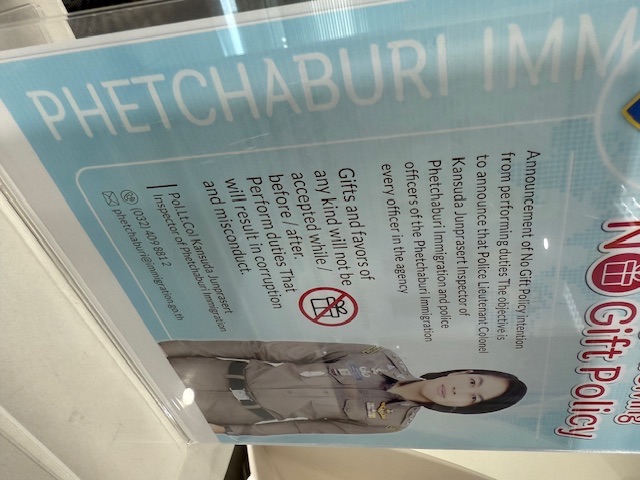 PHETCHABURI IMM
NO Gift Policy
Announcement of No Gift Policy intention
from performing duties The objective is
to announce that Police Lieutenant Colonel
Kansuda Junprasert Inspector of
Phetchaburi Immigration and police
officers of the Phetchaburi Immigration
every officer in the agency
Gifts and favors of
any kind will not be
accepted while /
before / after.
Perform duties That
will result in corruption
and misconduct.
Pol.Lt.Col Kansuda Junprasert
Inspector of Phetchaburi Immigration
(032) 409 881 2
phetchaburi@immigration.go.th